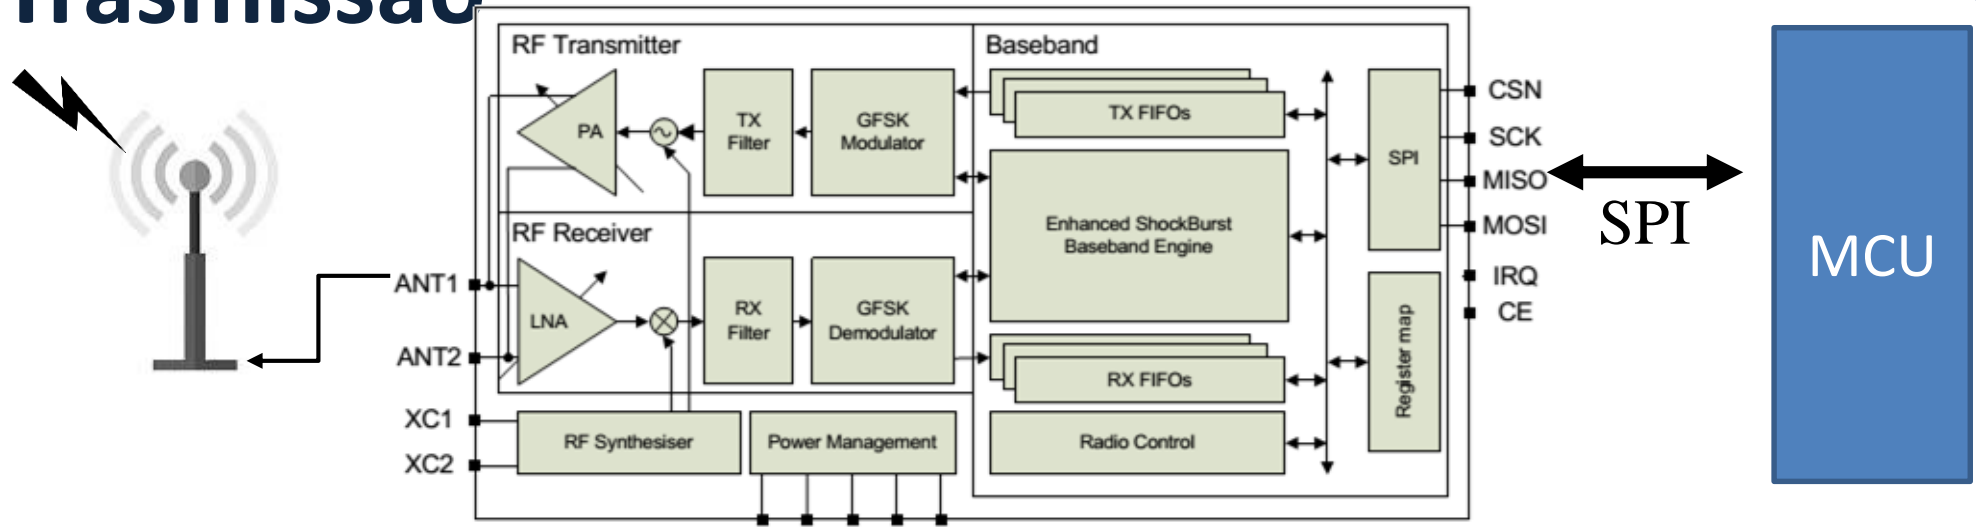 Trasmissão
RF Transmitter
Baseband
PA
TX
Filter
GFSK
Modulator
TX FIFOs
SPI
CSN
SCK
MISO
MOSI
IRQ
CE
SPI
MCU
Enhanced ShockBurst
Baseband Engine
RF Receiver
ANT1
ANT2
LNA
RX
Filter
GFSK
Demodulator
RX FIFOs
Register map
XC1
XC2
RF Synthesiser
Power Management
Radio Control